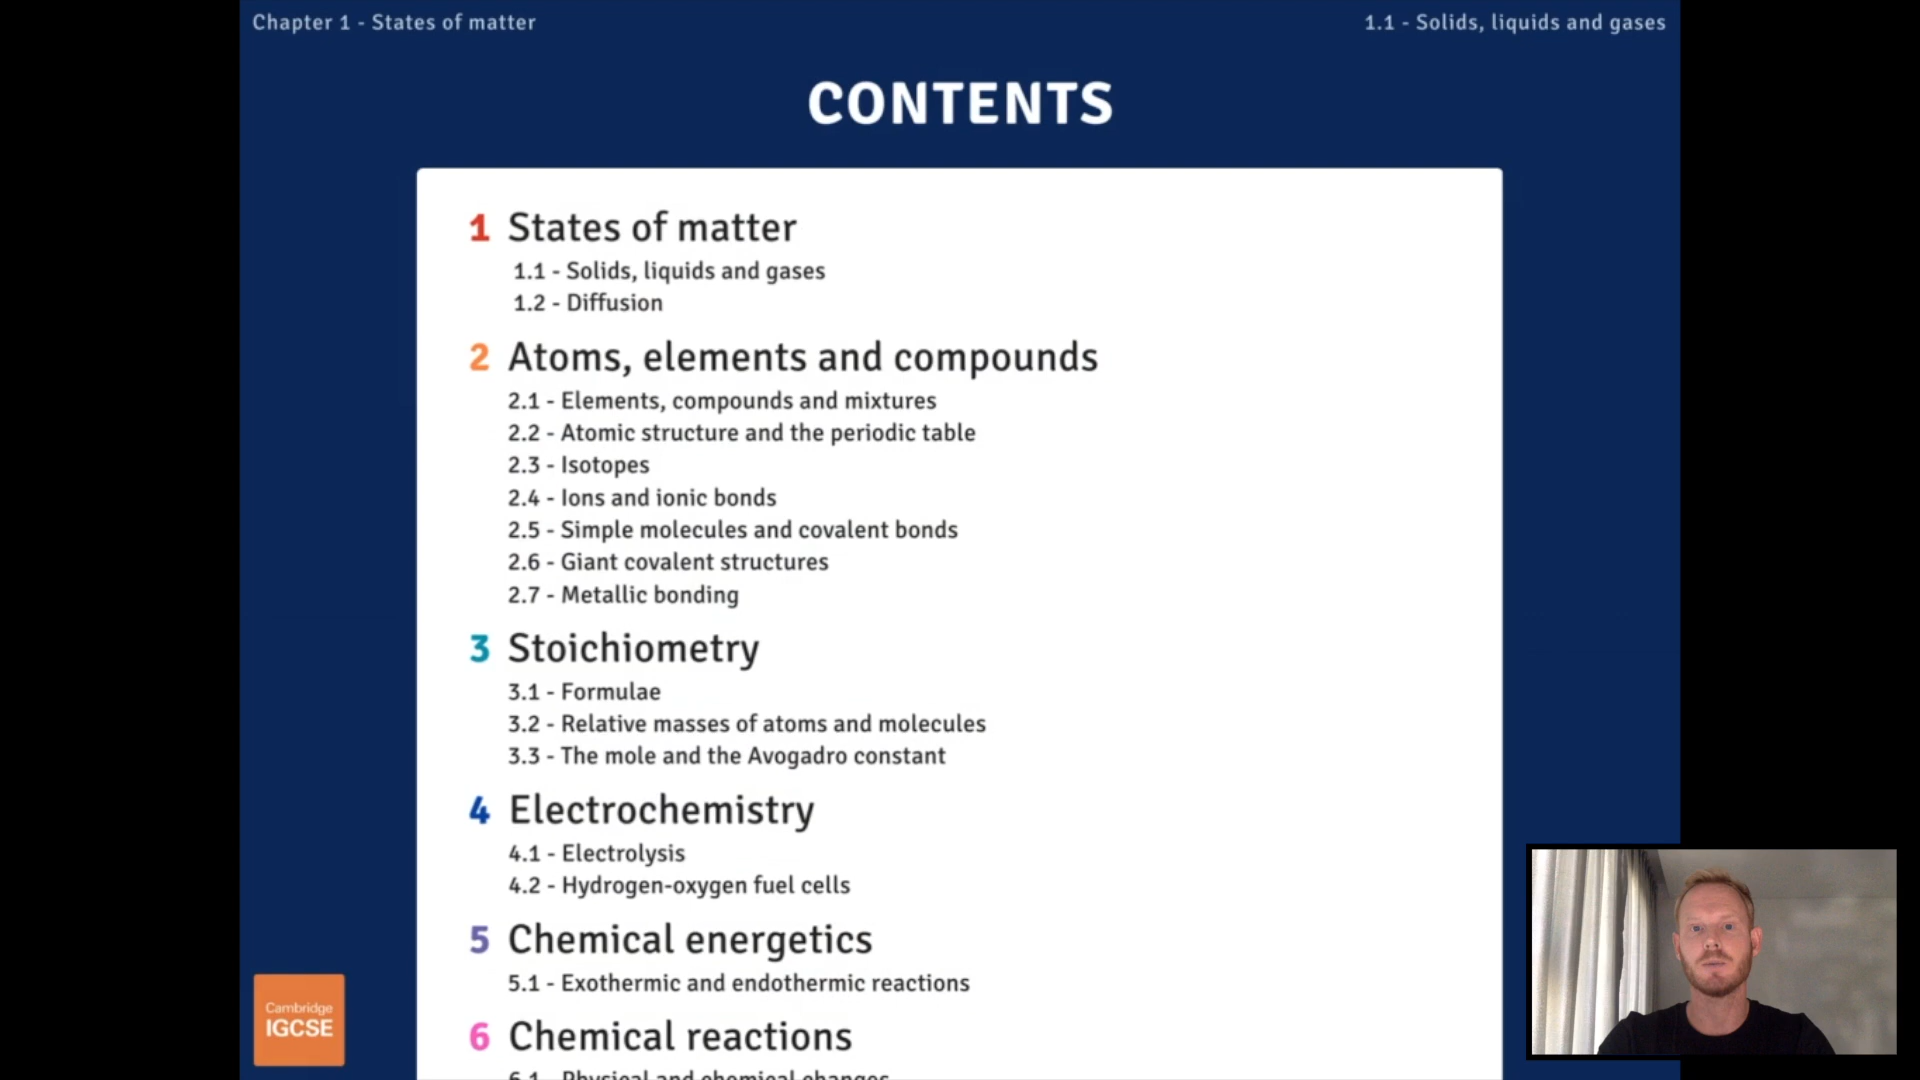 Chapter 1 - States of matter
1.1 - Solids, liquids and gases
CONTENTS
1 States of matter
1.1 - Solids, liquids and gases
1.2 - Diffusion
2 Atoms, elements and compounds
2.1 - Elements, compounds and mixtures
2.2 - Atomic structure and the periodic table
2.3 - Isotopes
2.4 - Ions and ionic bonds
2.5 - Simple molecules and covalent bonds
2.6 - Giant covalent structures
2.7 - Metallic bonding
3 Stoichiometry
3.1 - Formulae
3.2 - Relative masses of atoms and molecules
3.3 - The mole and the Avogadro constant
4 Electrochemistry
4.1 - Electrolysis
4.2 - Hydrogen-oxygen fuel cells
5 Chemical energetics
5.1 - Exothermic and endothermic reactions
6 Chemical reactions
6.1 - Physical and chemical changes
Cambridge
IGCSE